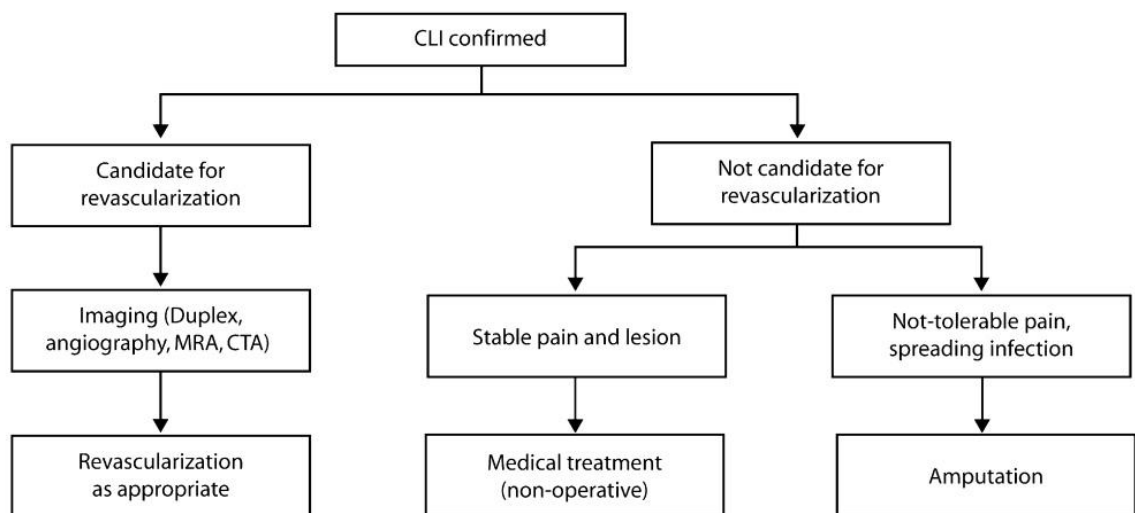 CLI confirmed
Candidate for
revascularization
Not candidate for
revascularization
Imaging (Duplex,
angiography, MRA, CTA)
Stable pain and lesion
Not-tolerable pain,
spreading infection
Revascularization
as appropriate
Medical treatment
(non-operative)
Amputation